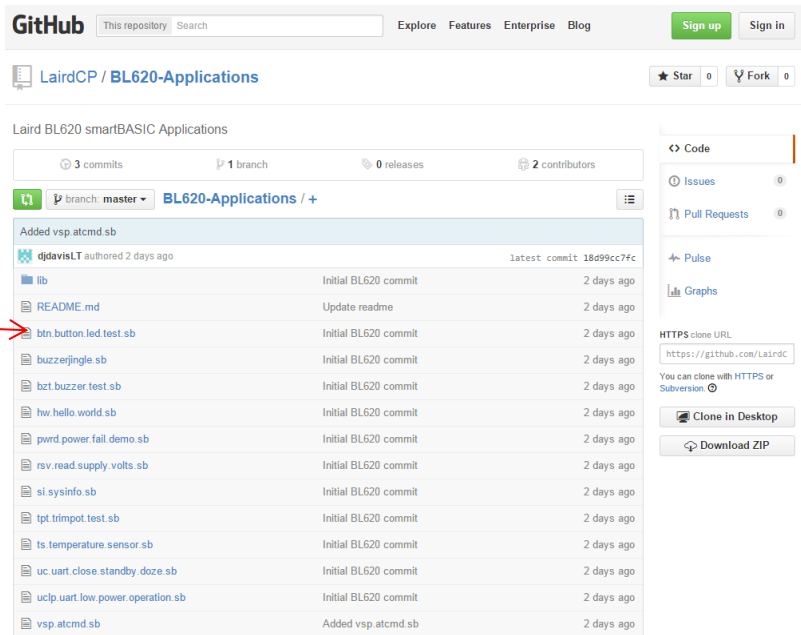 GitHub This repository Search Explore Features Enterprise Blog Sign up Sign in
LairdCP / BL620-Applications Star 0 Fork 0
Laird BL620 smartBASIC Applications
3 commits 1 branch 0 releases 2 contributors
branch: master BL620-Applications / +
Added vsp.atcmd.sb
djdavisLT authored 2 days ago latest commit 18d99cc7fc
lib Initial BL620 commit 2 days ago
README.md Update readme 2 days ago
btn.button.led.test.sb Initial BL620 commit 2 days ago
buzzerjingle.sb Initial BL620 commit 2 days ago
bzt.buzzer.test.sb Initial BL620 commit 2 days ago
hw.hello.world.sb Initial BL620 commit 2 days ago
pwrd.power.fail.demo.sb Initial BL620 commit 2 days ago
rsv.read.supply.volts.sb Initial BL620 commit 2 days ago
si.sysinfo.sb Initial BL620 commit 2 days ago
tpt.trimpot.test.sb Initial BL620 commit 2 days ago
ts.temperature.sensor.sb Initial BL620 commit 2 days ago
uc.uart.close.standby.doze.sb Initial BL620 commit 2 days ago
uclp.uart.low.power.operation.sb Initial BL620 commit 2 days ago
vsp.atcmd.sb Added vsp.atcmd.sb 2 days ago
Code
Issues 0
Pull Requests 0
Pulse
Graphs
HTTPS clone URL
https://github.com/LairdC
You can clone with HTTPS or
Subversion.
Clone in Desktop
Download ZIP